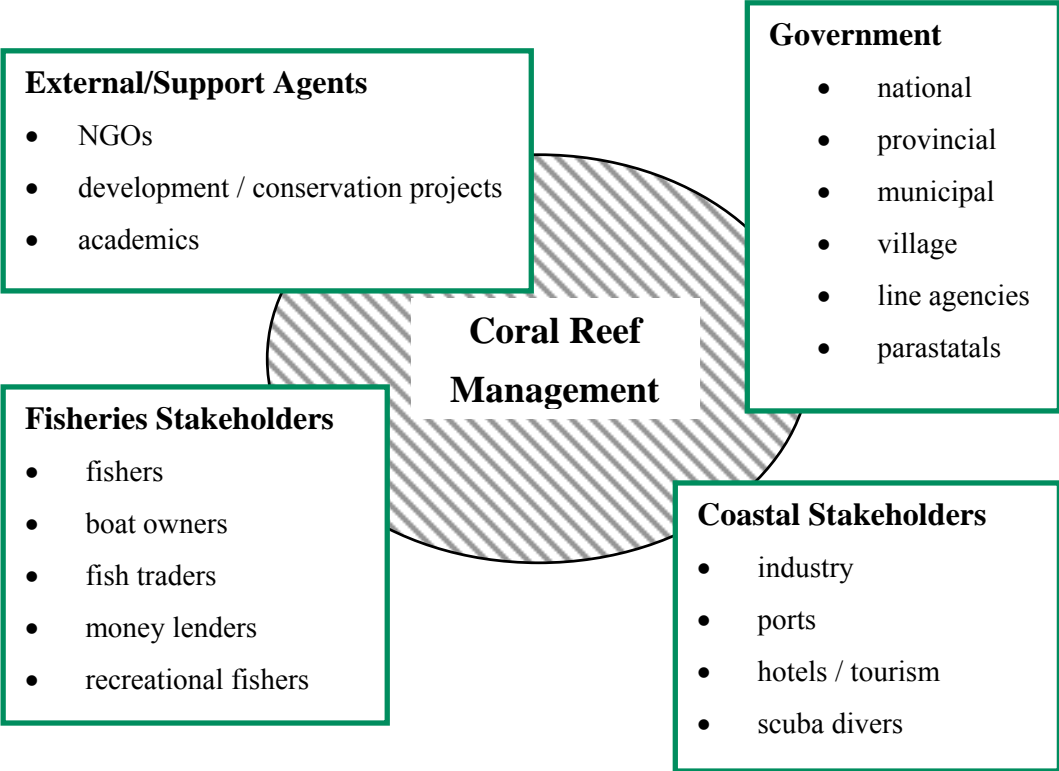 External/Support Agents
• NGOs
• development / conservation projects
• academics
Government
• national
• provincial
• municipal
• village
• line agencies
• parastatals
Coral Reef
Management
Fisheries Stakeholders
• fishers
• boat owners
• fish traders
• money lenders
• recreational fishers
Coastal Stakeholders
• industry
• ports
• hotels / tourism
• scuba divers